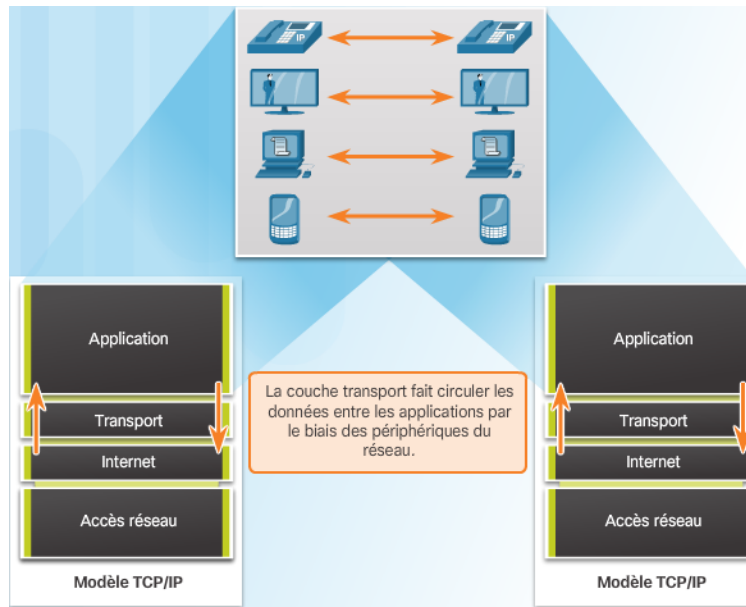 IP
IP
Application
Transport
Internet
Accès réseau
Modèle TCP/IP
La couche transport fait circuler les
données entre les applications par
le biais des périphériques du
réseau.
Application
Transport
Internet
Accès réseau
Modèle TCP/IP